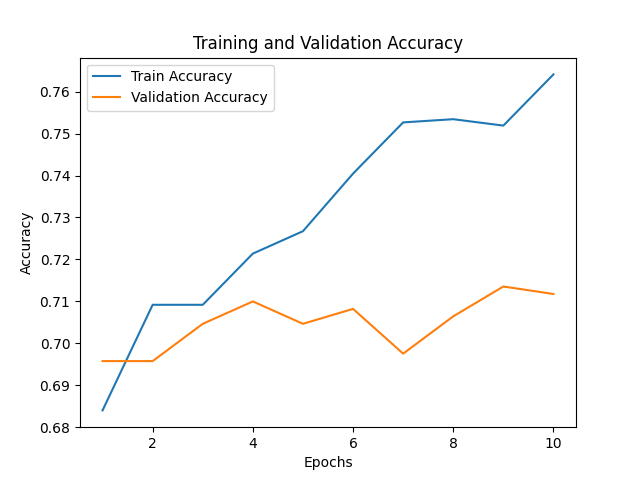 Training and Validation Accuracy
Train Accuracy
Validation Accuracy
0.76
0.75
0.74
0.73
0.72
0.71
0.70
0.69
0.68
Accuracy
2 4 6 8 10
Epochs